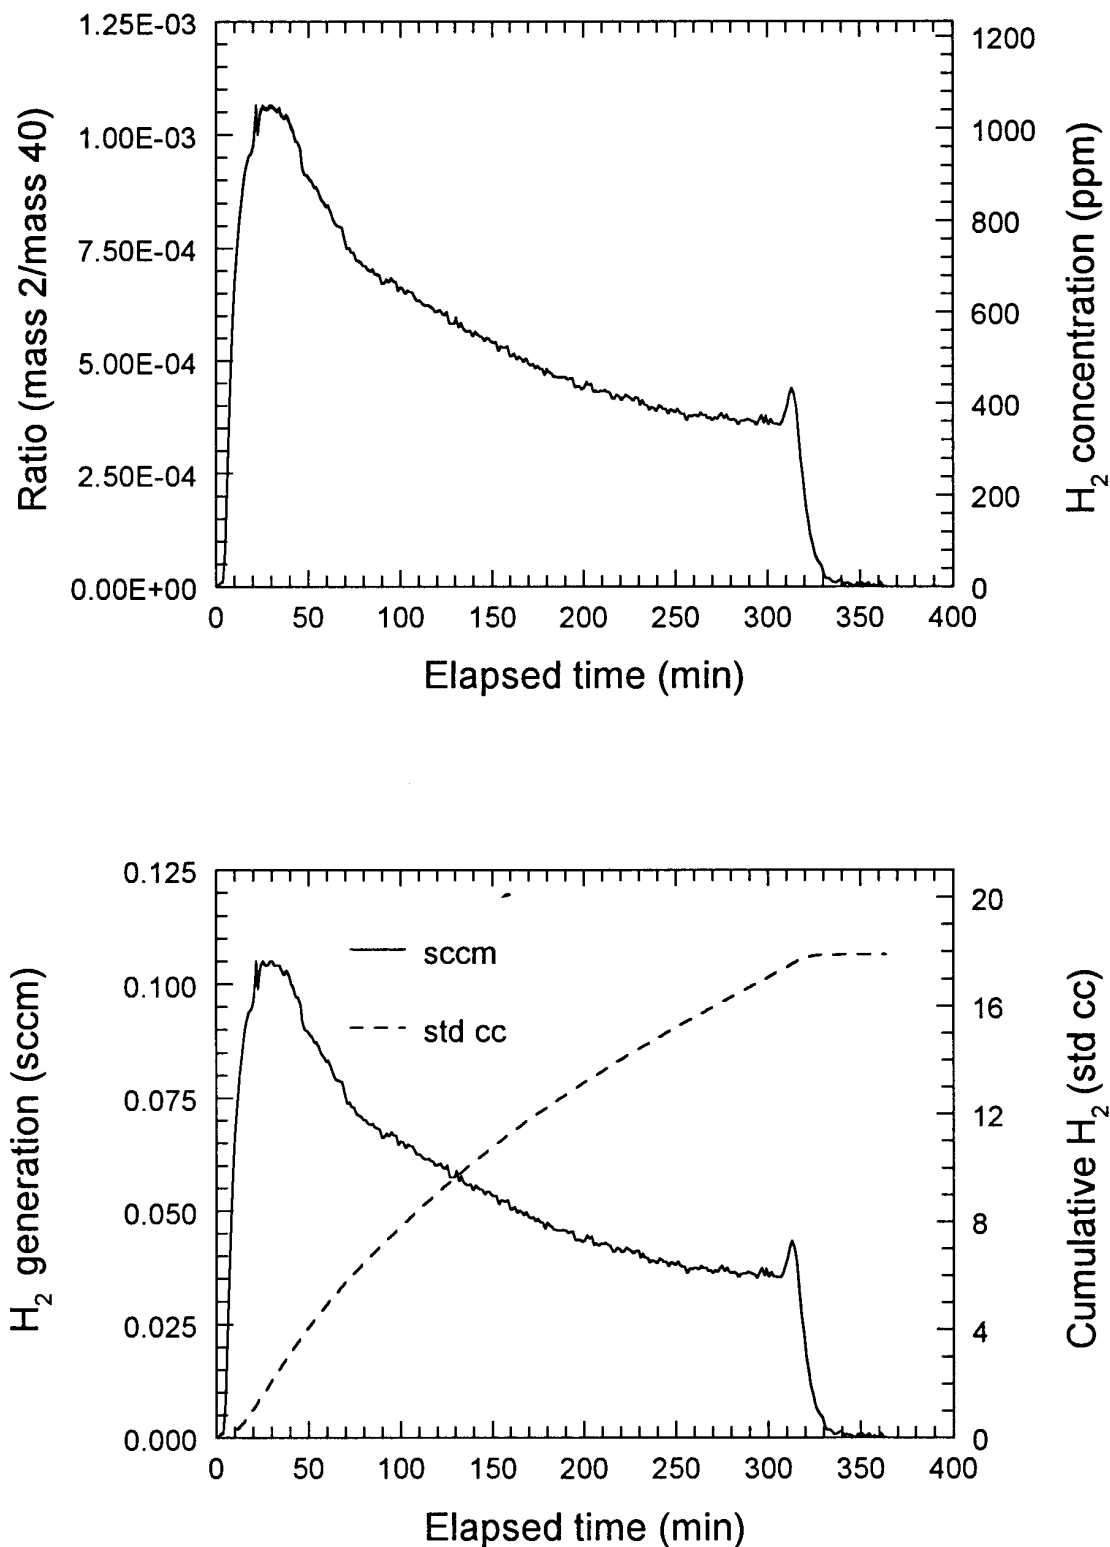 1.25E-03
1.00E-03
7.50E-04
5.00E-04
2.50E-04
0.00E+00
Ratio (mass 2/mass 40)
1200
1000
800
600
400
200
0
H₂ concentration (ppm)
0 50 100 150 200 250 300 350 400
Elapsed time (min)
0.125
0.100
0.075
0.050
0.025
0.000
H₂ generation (sccm)
sccm
std cc
20
16
12
8
4
0
Cumulative H₂ (std cc)
0 50 100 150 200 250 300 350 400
Elapsed time (min)